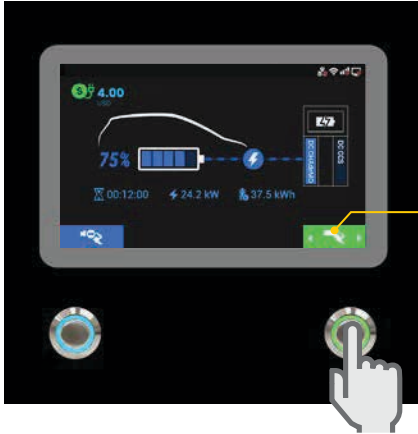 $ 4.00
USD
75%
DC CHAdeMO
DC CCS
00:12:00 24.2 kW 37.5 kWh